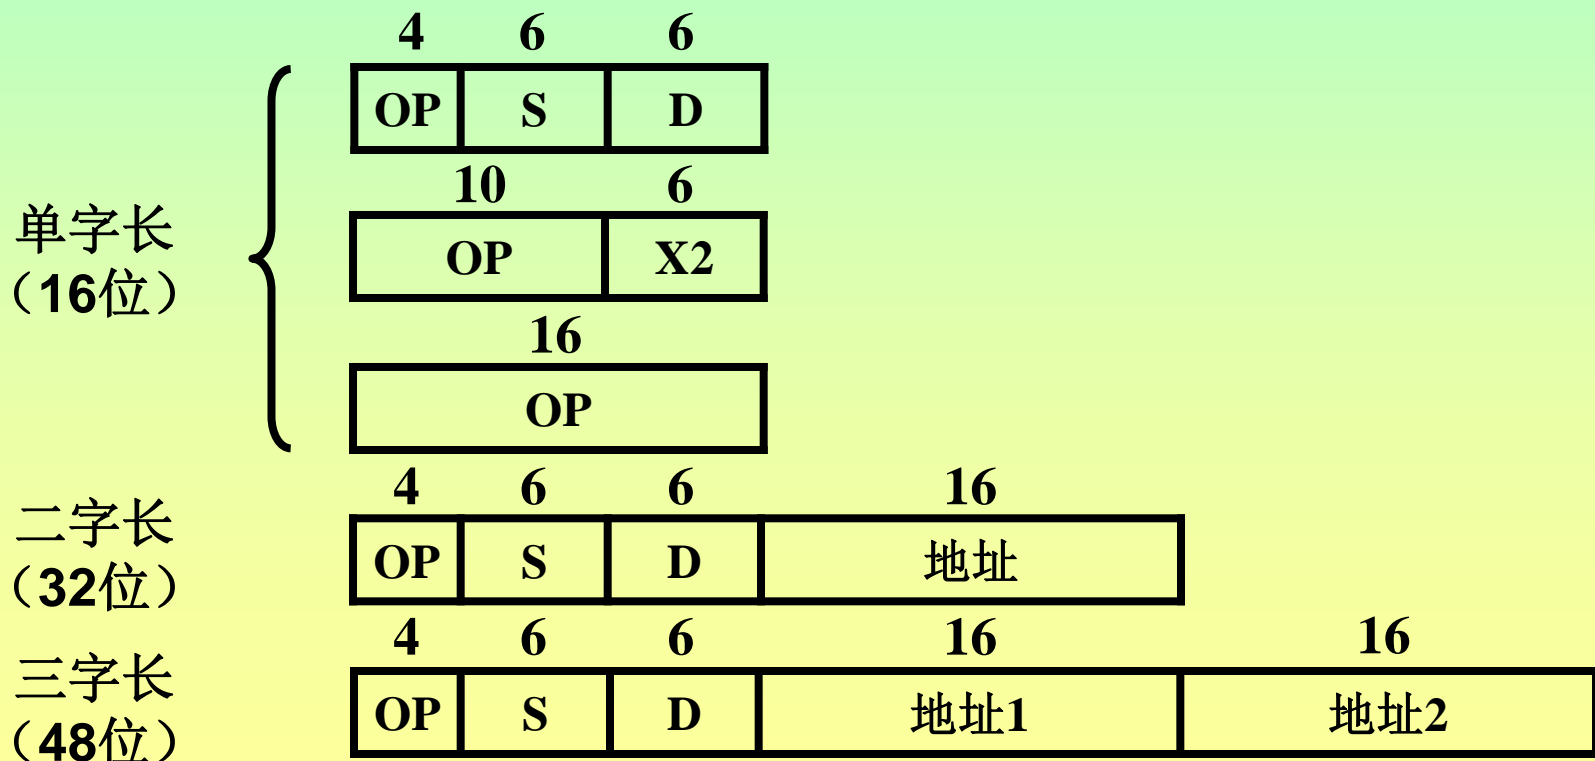 4 6 6
OP S D
10 6
单字长
（16位）
OP X2
16
OP
4 6 6 16
二字长
（32位）
OP S D 地址
4 6 6 16 16
三字长
（48位）
OP S D 地址1 地址2